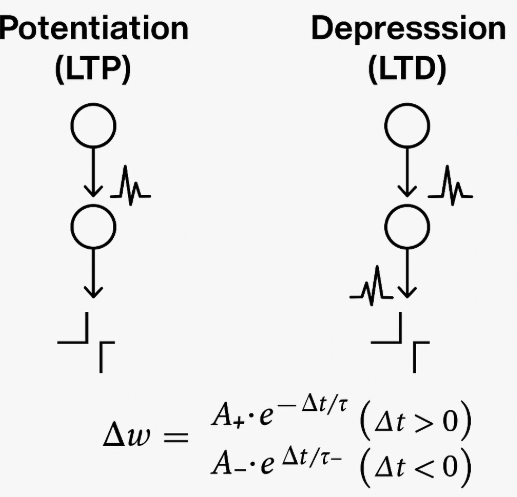 Potentiation
(LTP)
Depresssion
(LTD)
Δw = A₊·e^{−Δt/τ} (Δt > 0)
A₋·e^{Δt/τ₋} (Δt < 0)